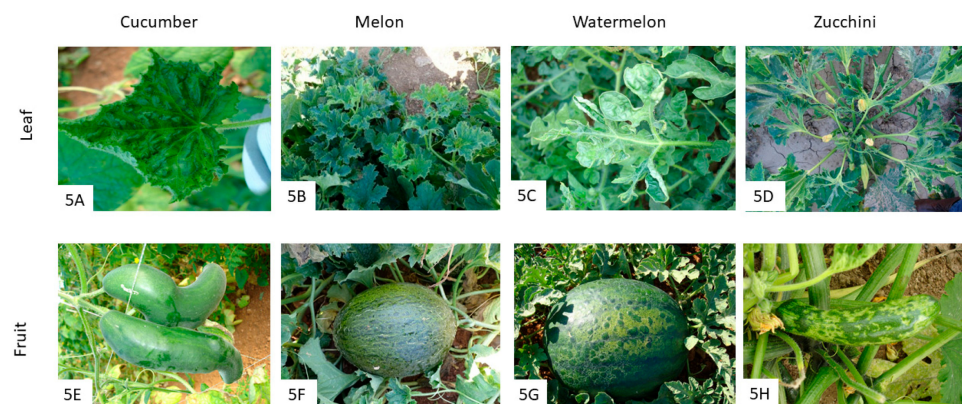 Cucumber Melon Watermelon Zucchini
Leaf
5A 5B 5C 5D
Fruit
5E 5F 5G 5H